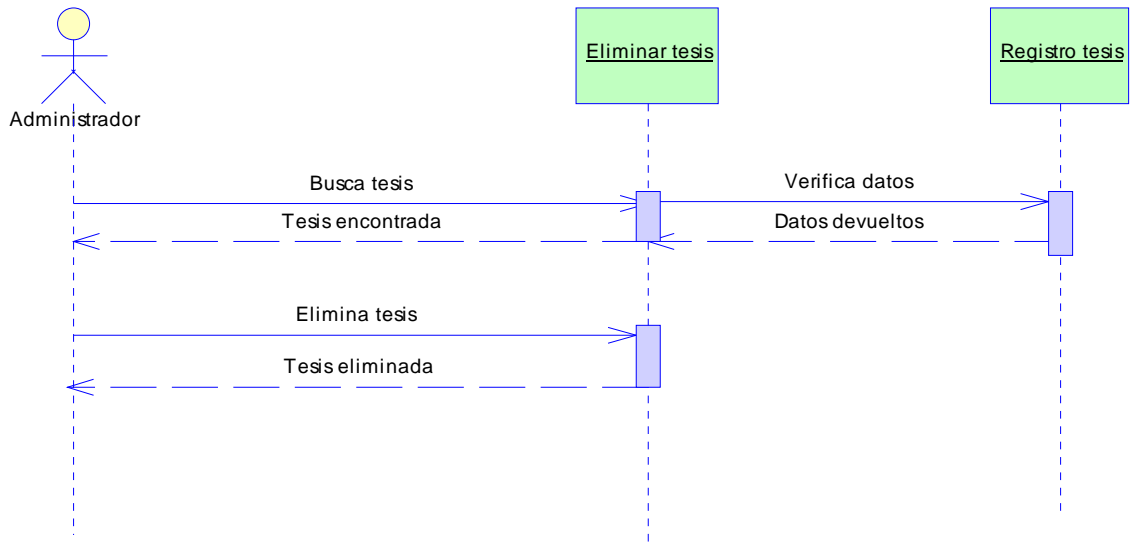 Eliminar tesis
Registro tesis
Administrador
Busca tesis
Verifica datos
Tesis encontrada
Datos devueltos
Elimina tesis
Tesis eliminada